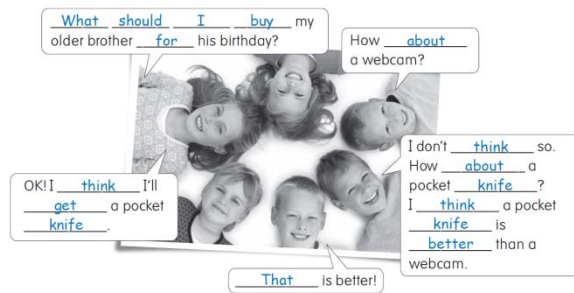 What should I buy my
older brother for his birthday?
How about
a webcam?
I don't think so.
How about a
pocket knife?
I think a pocket
knife is
better than a
webcam.
That is better!
OK! I think I'll
get a pocket
knife.